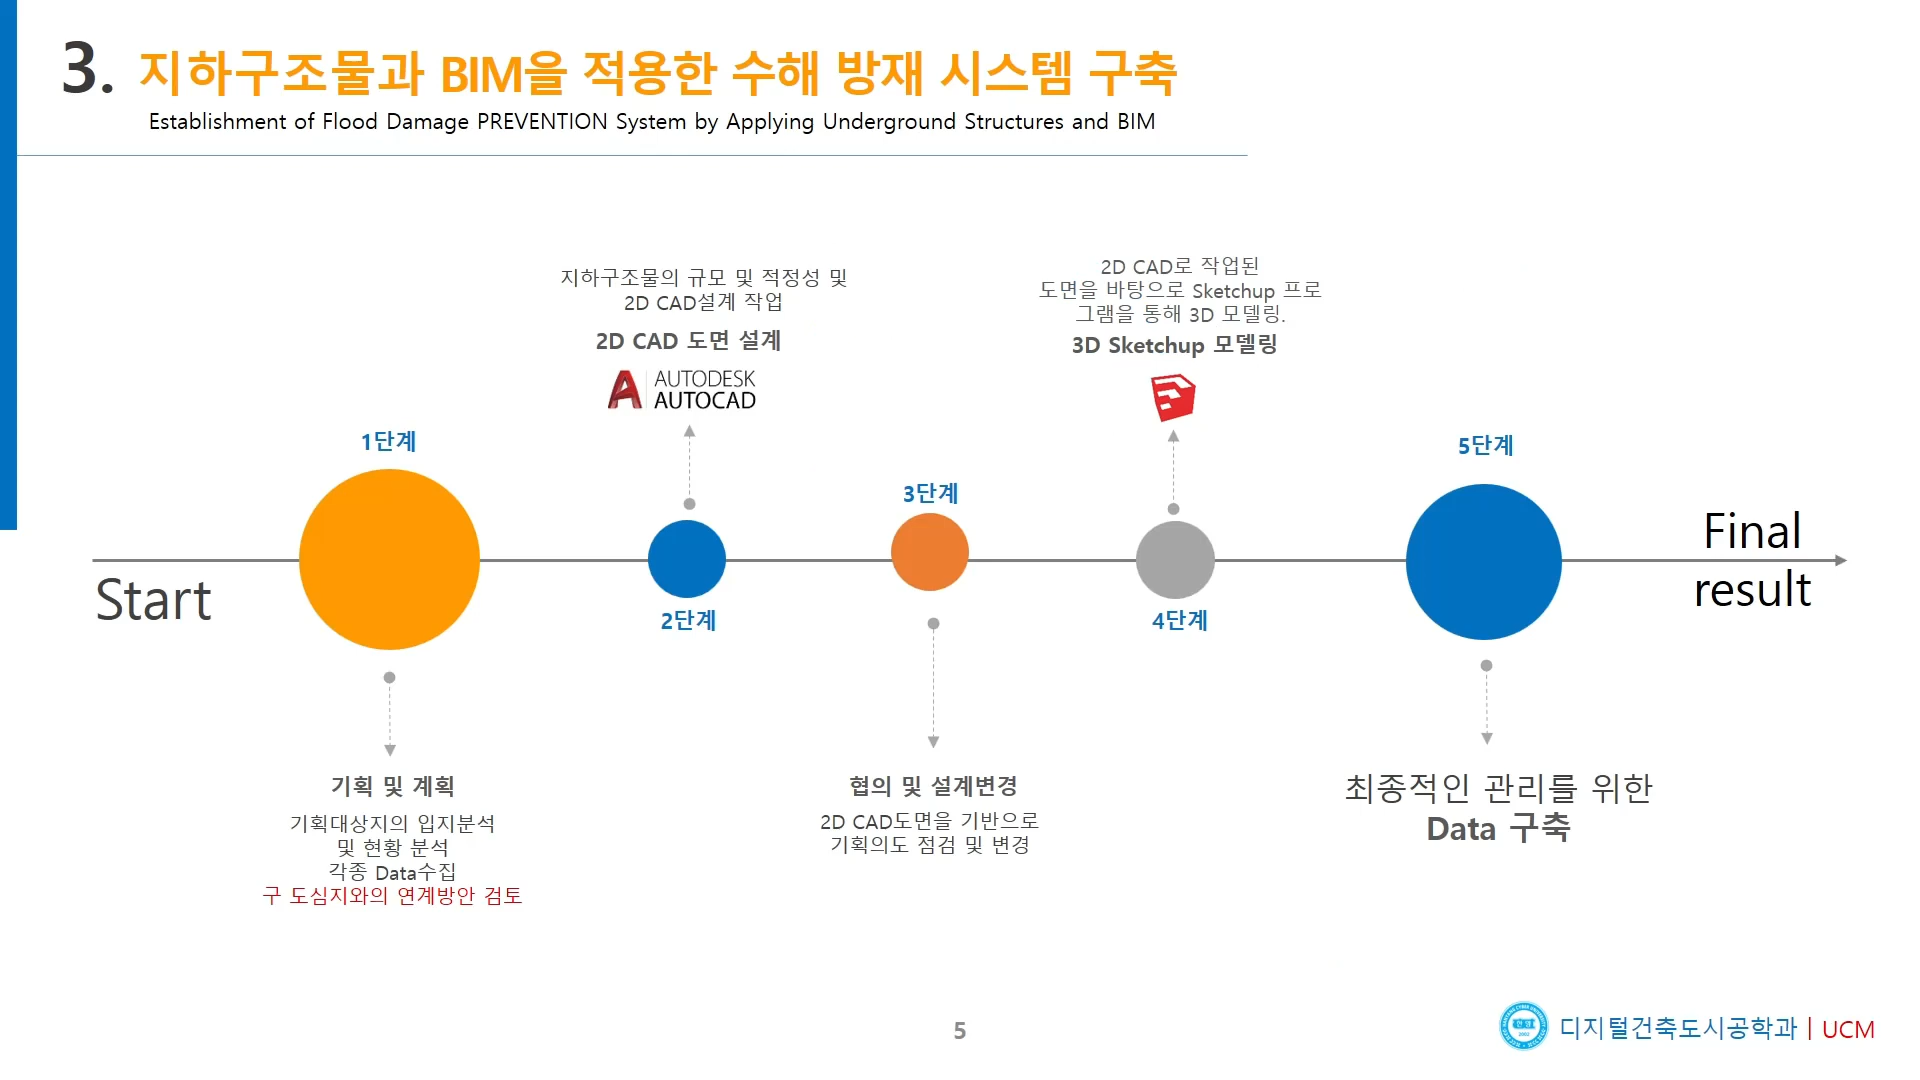 3. 지하구조물과 BIM을 적용한 수해 방재 시스템 구축
Establishment of Flood Damage PREVENTION System by Applying Underground Structures and BIM
지하구조물의 규모 및 적정성 및
2D CAD설계 작업
2D CAD 도면 설계
AUTODESK
AUTOCAD
2D CAD로 작업된
도면을 바탕으로 Sketchup 프로
그램을 통해 3D 모델링.
3D Sketchup 모델링
1단계
2단계
3단계
4단계
5단계
Start
Final
result
기획 및 계획
기획대상지의 입지분석
및 현황 분석
각종 Data수집
구 도심지와의 연계방안 검토
협의 및 설계변경
2D CAD도면을 기반으로
기획의도 점검 및 변경
최종적인 관리를 위한
Data 구축
5
디지털건축도시공학과 | UCM